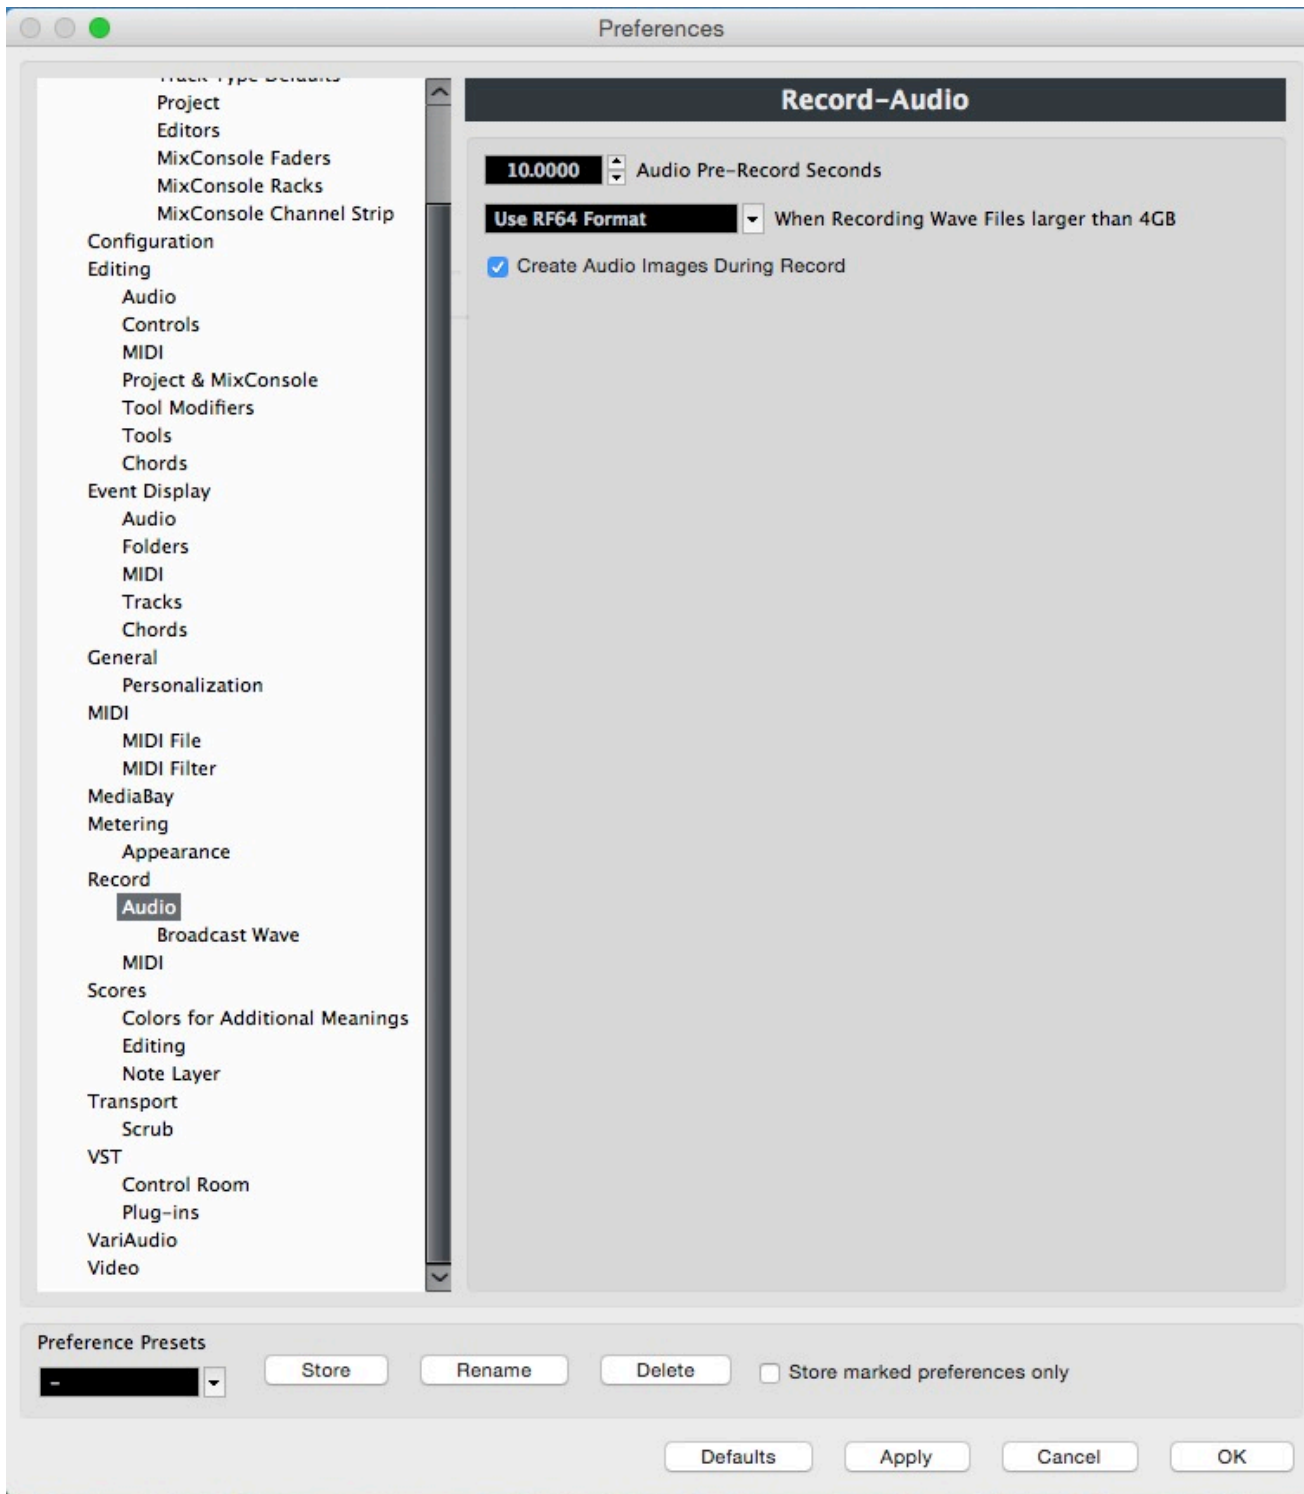 Preferences
Track Type Defaults
Project
Editors
MixConsole Faders
MixConsole Racks
MixConsole Channel Strip
Configuration
Editing
Audio
Controls
MIDI
Project & MixConsole
Tool Modifiers
Tools
Chords
Event Display
Audio
Folders
MIDI
Tracks
Chords
General
Personalization
MIDI
MIDI File
MIDI Filter
MediaBay
Metering
Appearance
Record
Audio
Broadcast Wave
MIDI
Scores
Colors for Additional Meanings
Editing
Note Layer
Transport
Scrub
VST
Control Room
Plug-ins
VariAudio
Video
Record-Audio
10.0000 Audio Pre-Record Seconds
Use RF64 Format When Recording Wave Files larger than 4GB
Create Audio Images During Record
Preference Presets
– Store Rename Delete Store marked preferences only
Defaults Apply Cancel OK